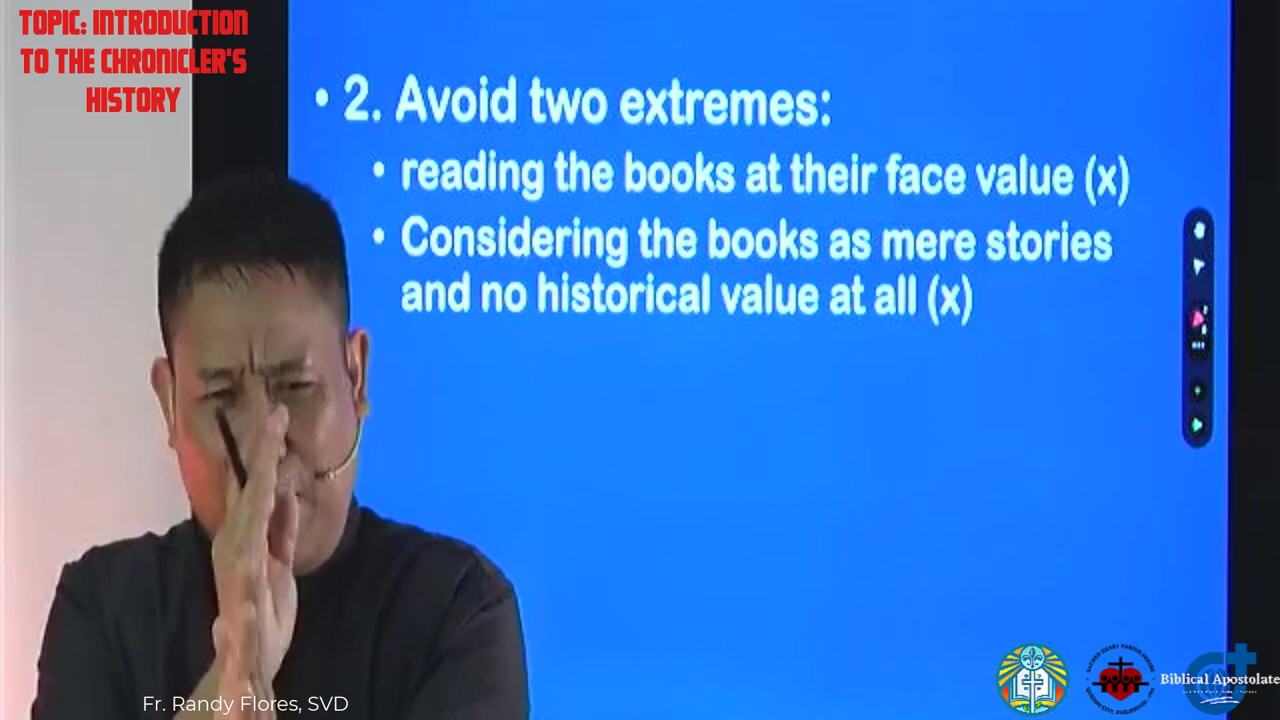 TOPIC: INTRODUCTION
TO THE CHRONICLER'S
HISTORY
• 2. Avoid two extremes:
• reading the books at their face value (x)
• Considering the books as mere stories
and no historical value at all (x)
Fr. Randy Flores, SVD
Biblical Apostolate